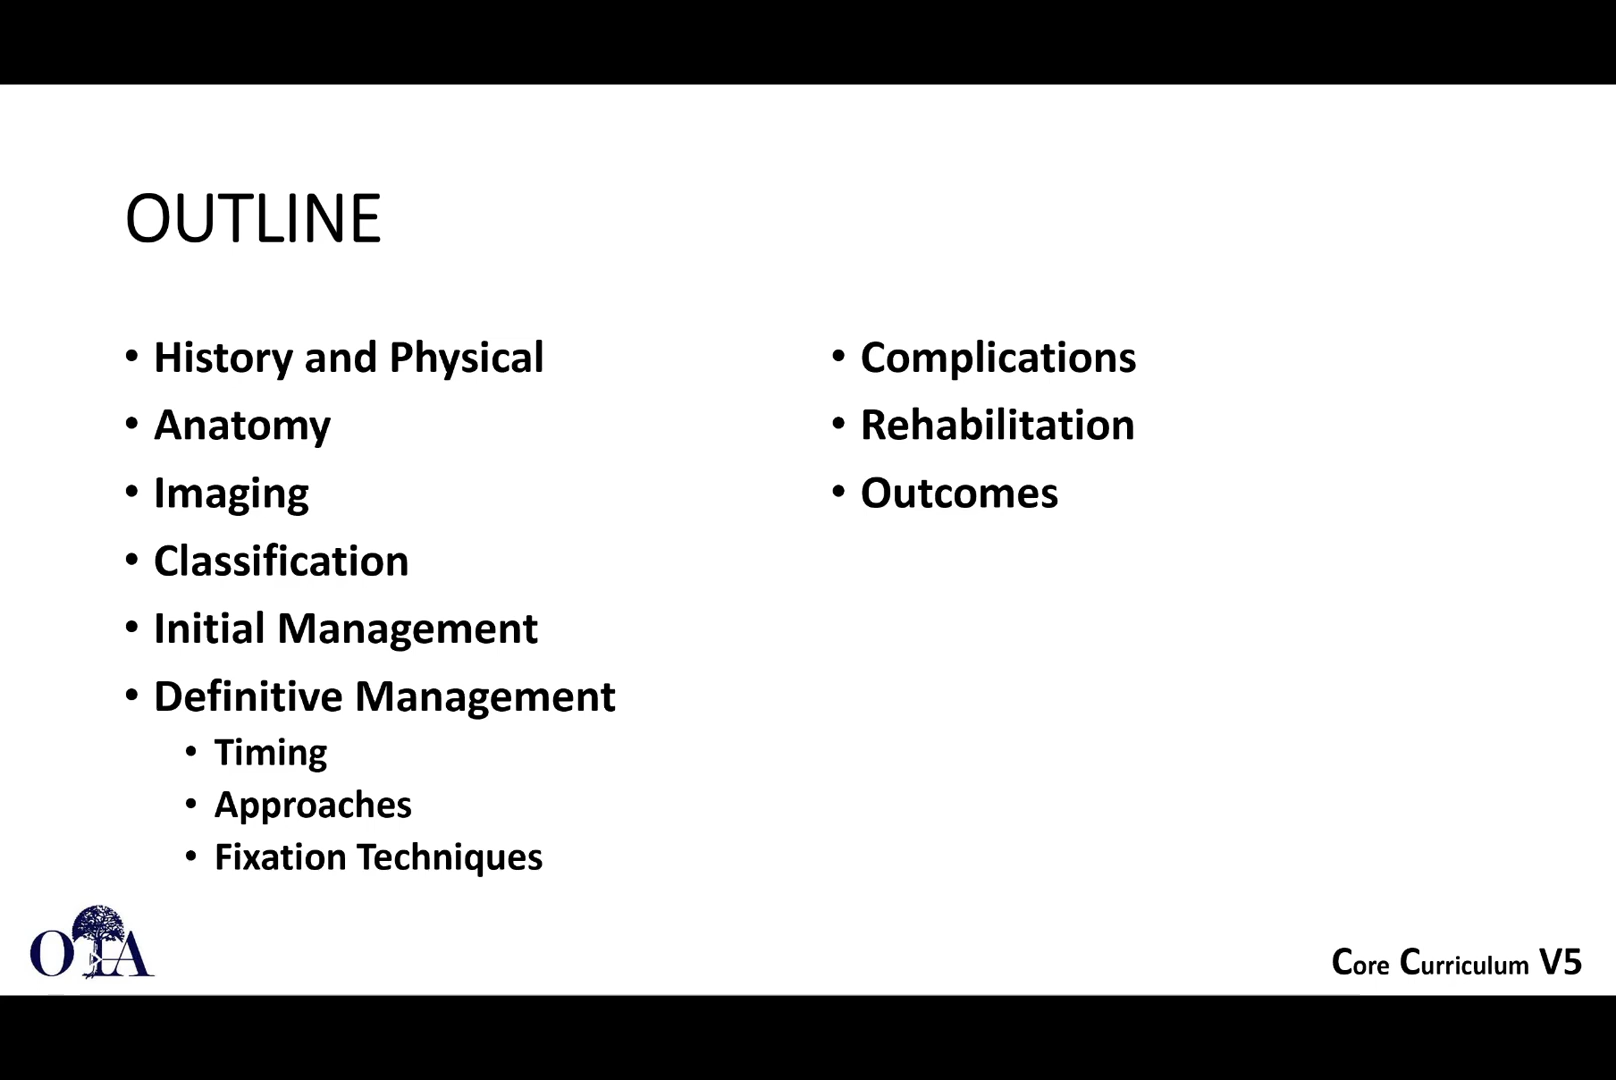 OUTLINE
• History and Physical
• Anatomy
• Imaging
• Classification
• Initial Management
• Definitive Management
• Timing
• Approaches
• Fixation Techniques
• Complications
• Rehabilitation
• Outcomes
OTA
Core Curriculum V5